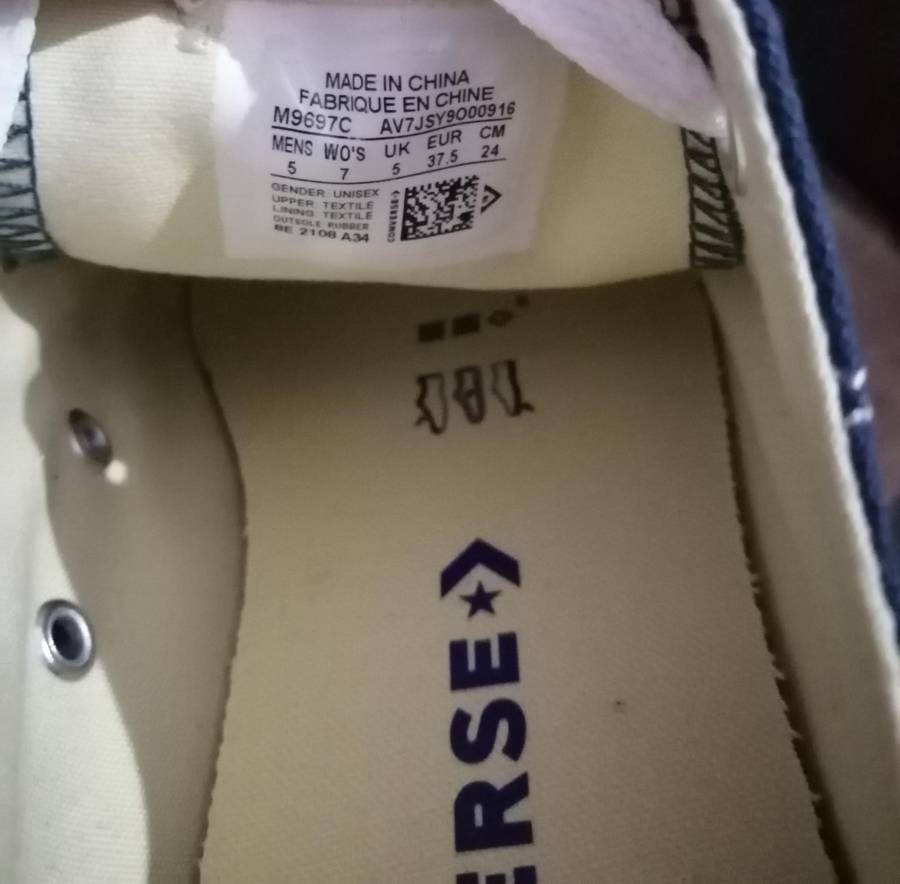 MADE IN CHINA
FABRIQUE EN CHINE
M9697C AV7JSY9O00916
MENS WO'S UK EUR CM
5 7 5 37.5 24
GENDER: UNISEX
UPPER: TEXTILE
LINING: TEXTILE
OUTSOLE: RUBBER
BE 2108 A34
CONVERSE
ERSE